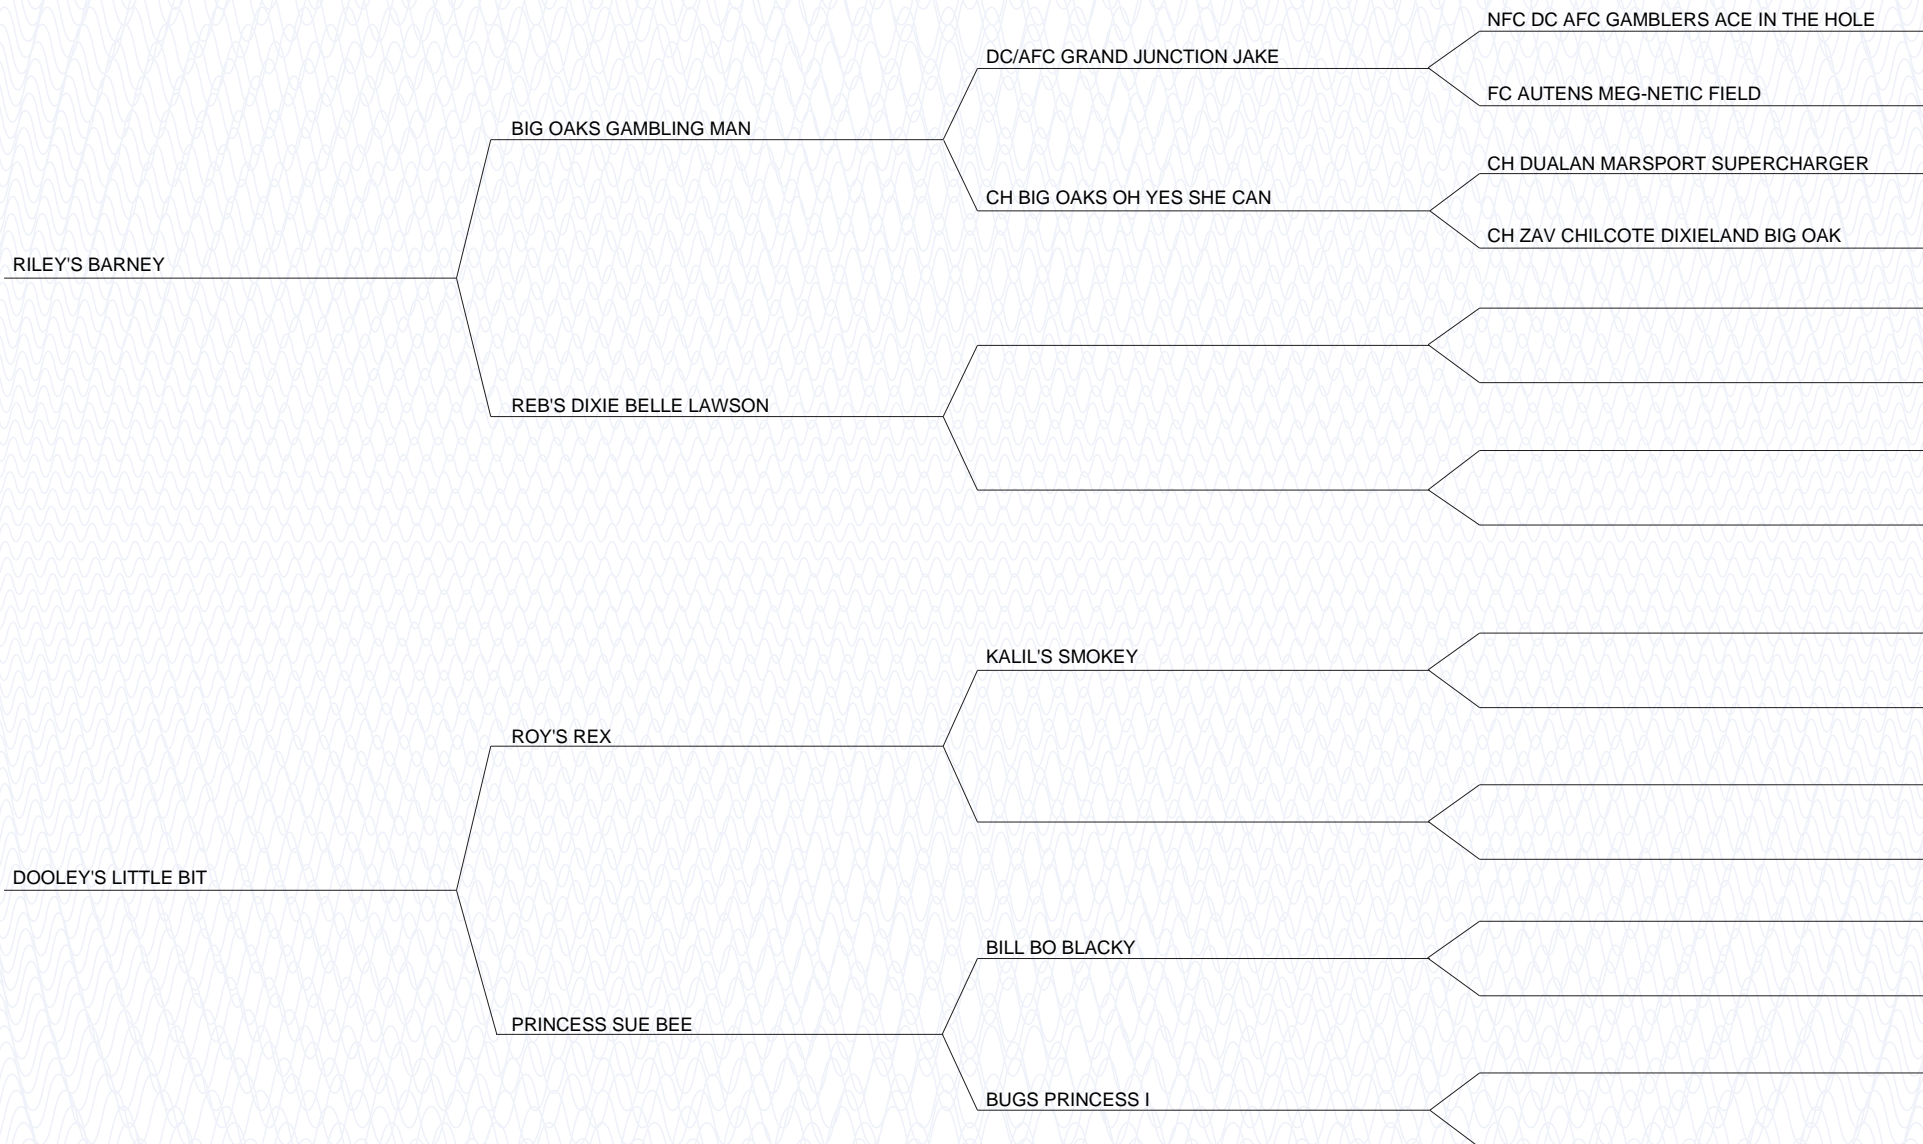 NFC DC AFC GAMBLERS ACE IN THE HOLE
DC/AFC GRAND JUNCTION JAKE
FC AUTENS MEG-NETIC FIELD
BIG OAKS GAMBLING MAN
CH DUALAN MARSPORT SUPERCHARGER
CH BIG OAKS OH YES SHE CAN
CH ZAV CHILCOTE DIXIELAND BIG OAK
RILEY'S BARNEY
REB'S DIXIE BELLE LAWSON
KALIL'S SMOKEY
ROY'S REX
DOOLEY'S LITTLE BIT
BILL BO BLACKY
PRINCESS SUE BEE
BUGS PRINCESS I